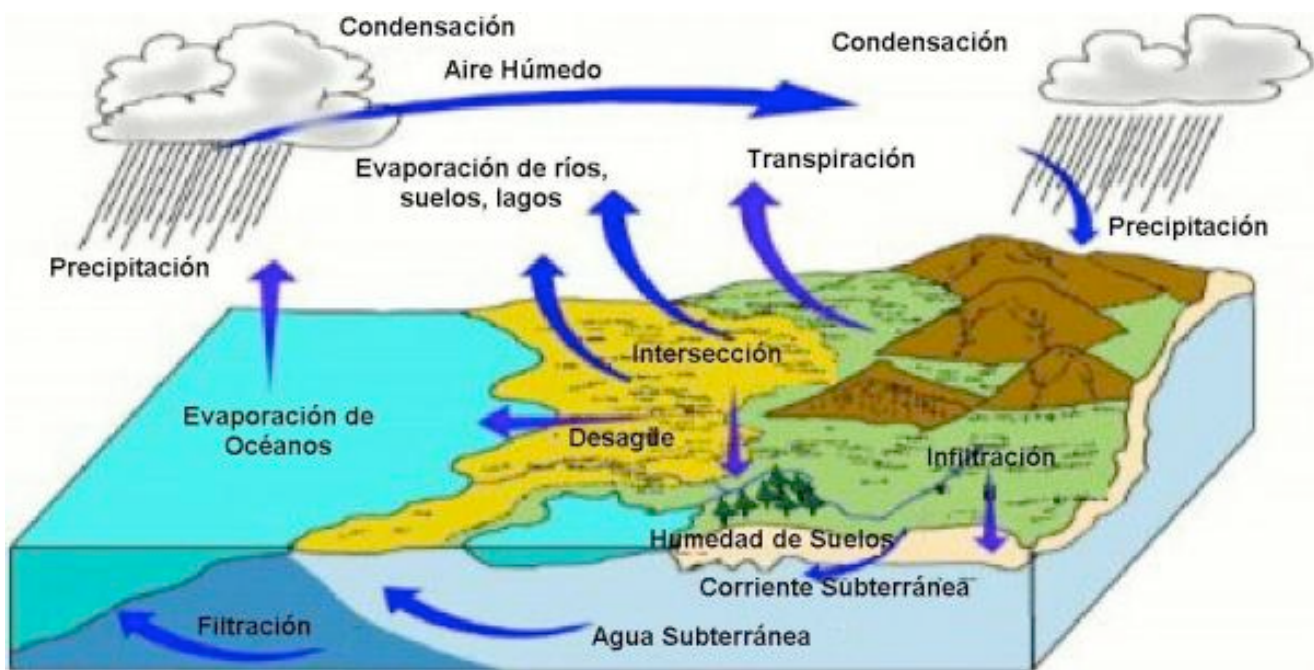 Condensación
Condensación
Aire Húmedo
Evaporación de ríos,
suelos, lagos
Transpiración
Precipitación
Precipitación
Intersección
Evaporación de
Océanos
Desague
Infiltración
Humedad de Suelos
Corriente Subterránea
Filtración
Agua Subterránea